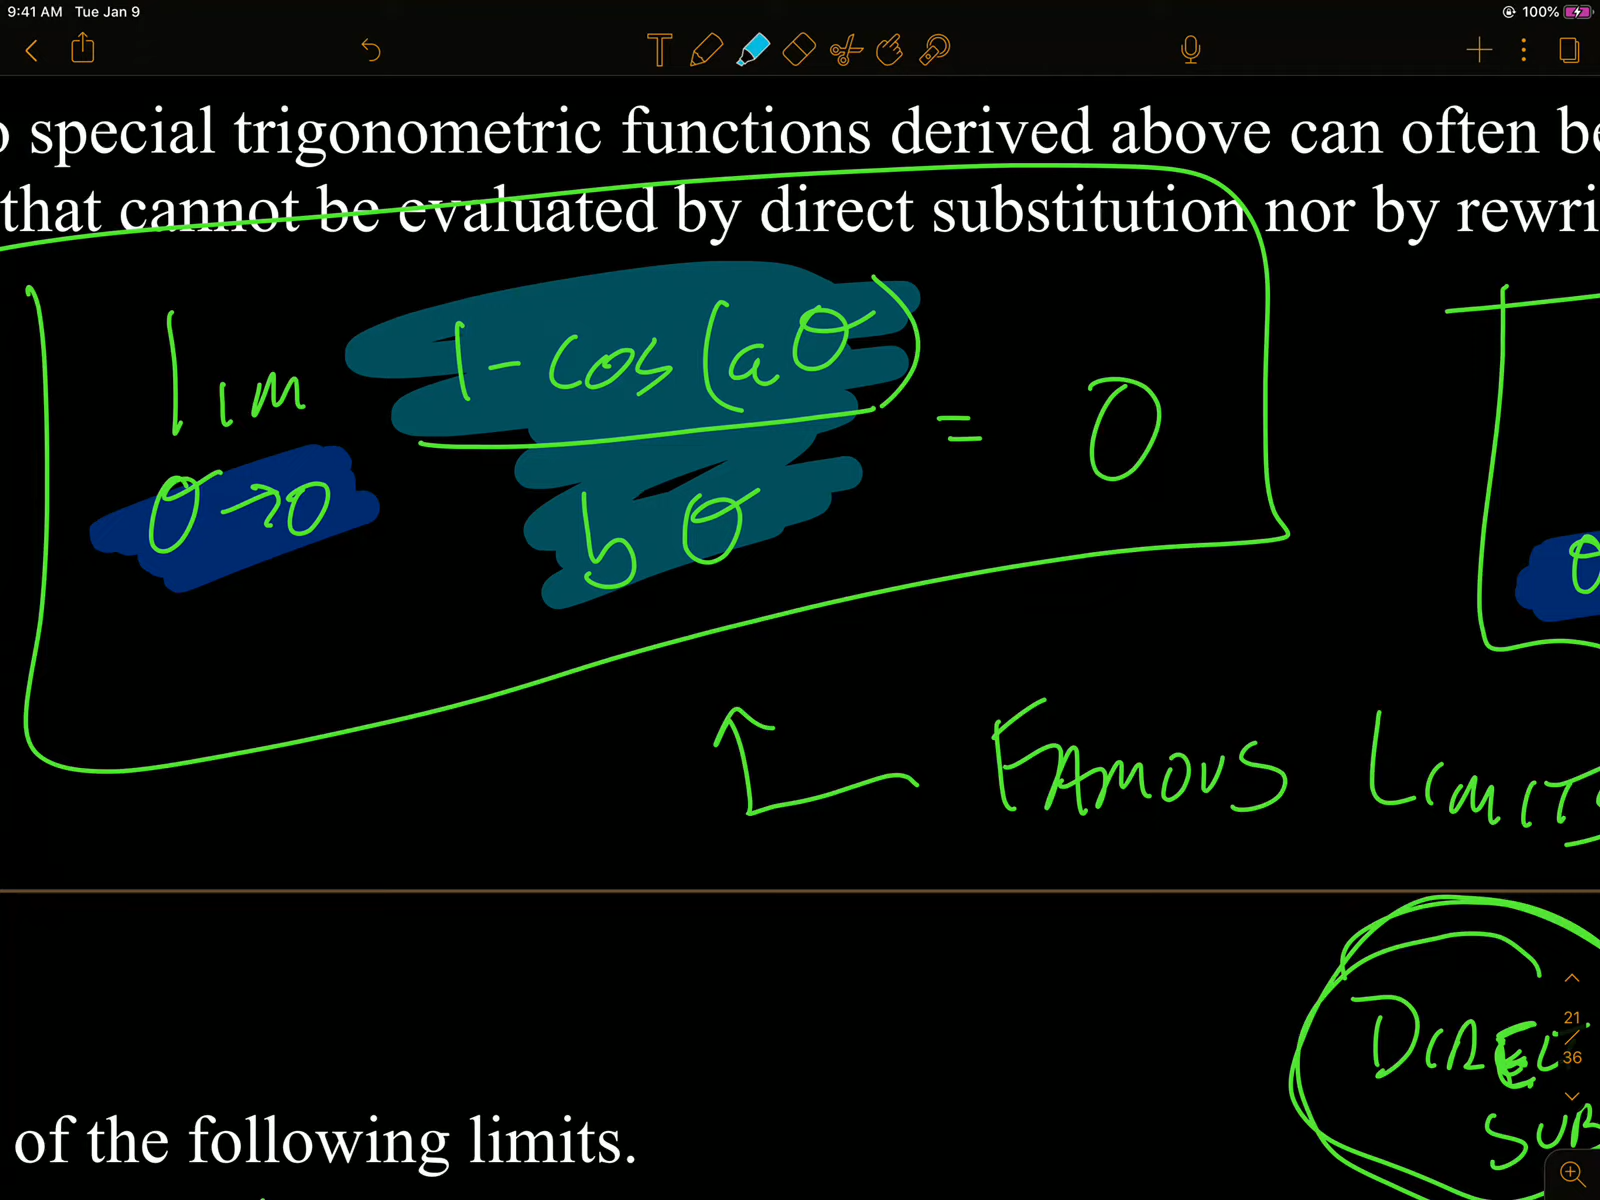 9:41 AM Tue Jan 9
100%
special trigonometric functions derived above can often be
that cannot be evaluated by direct substitution nor by rewri
lim θ→0 1 - cos(aθ) / bθ = 0
θ
FAMOUS LIMITS
DIREC
SUB
21
/
36
of the following limits.